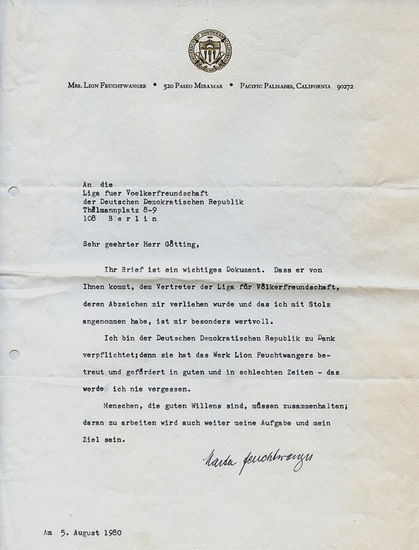 Mrs. Lion Feuchtwanger • 520 Paseo Miramar • Pacific Palisades, California 90272
An die
Liga fuer Voelkerfreundschaft
der Deutschen Demokratischen Republik
Thälmannplatz 8-9
108 Berlin
Sehr geehrter Herr Götting,
Ihr Brief ist ein wichtiges Dokument. Dass er von
Ihnen kommt, dem Vertreter der Liga für Völkerfreundschaft,
deren Abzeichen mir verliehen wurde und das ich mit Stolz
angenommen habe, ist mir besonders wertvoll.
Ich bin der Deutschen Demokratischen Republik zu Dank
verpflichtet; denn sie hat das Werk Lion Feuchtwangers be-
treut und gefördert in guten und in schlechten Zeiten - das
werde ich nie vergessen.
Menschen, die guten Willens sind, müssen zusammenhalten;
daran zu arbeiten wird auch weiter meine Aufgabe und mein
Ziel sein.
Marta Feuchtwanger
Am 5. August 1980